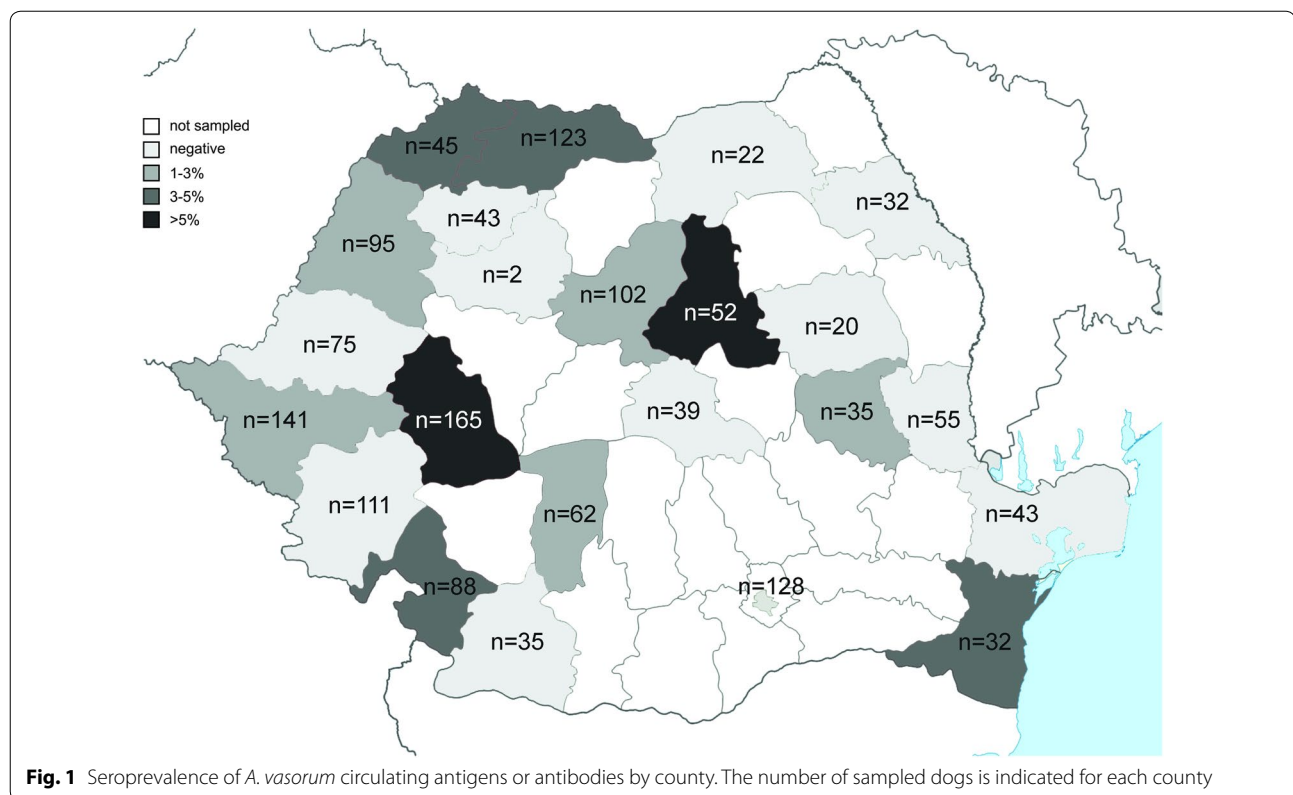 not sampled
negative
1-3%
3-5%
>5%
n=45
n=123
n=22
n=32
n=43
n=95
n=2
n=102
n=52
n=20
n=75
n=141
n=165
n=39
n=35
n=55
n=111
n=62
n=43
n=88
n=128
n=35
n=32
Fig. 1 Seroprevalence of A. vasorum circulating antigens or antibodies by county. The number of sampled dogs is indicated for each county